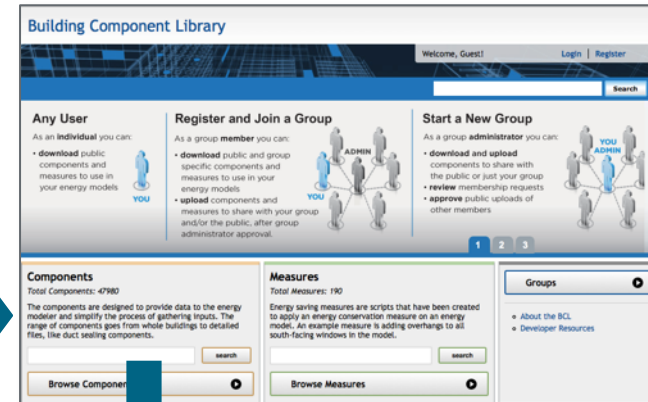 Building Component Library
Welcome, Guest!
Login | Register
Search
Any User
As an individual you can:
• download public
components and
measures to use in
your energy models
YOU
Register and Join a Group
As a group member you can:
• download public and group
specific components and
measures to use in your
energy models
• upload components and
measures to share with your group
and/or the public, after group
administrator approval.
ADMIN
YOU
Start a New Group
As a group administrator you can:
• download and upload
components to share with
the public or just your group
• review membership requests
• approve public uploads of
other members
YOU
ADMIN
1 2 3
Components
Total Components: 47980
The components are designed to provide data to the energy
modeler and simplify the process of gathering inputs. The
range of components goes from whole buildings to detailed
files, like duct sealing components.
search
Browse Componen
Measures
Total Measures: 190
Energy saving measures are scripts that have been created
to apply an energy conservation measure on an energy
model. An example measure is adding overhangs to all
south-facing windows in the model.
search
Browse Measures
Groups
About the BCL
Developer Resources